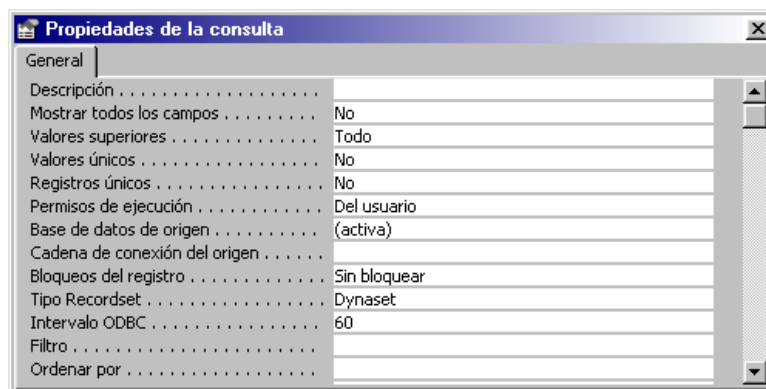 Propiedades de la consulta
General
Descripción . . . . . . . . . . . . . . . . . . .
Mostrar todos los campos . . . . . . . . . No
Valores superiores . . . . . . . . . . . . . . Todo
Valores únicos . . . . . . . . . . . . . . . . . No
Registros únicos . . . . . . . . . . . . . . . . No
Permisos de ejecución . . . . . . . . . . . . Del usuario
Base de datos de origen . . . . . . . . . . (activa)
Cadena de conexión del origen . . . . . .
Bloqueos del registro . . . . . . . . . . . . . Sin bloquear
Tipo Recordset . . . . . . . . . . . . . . . . . Dynaset
Intervalo ODBC . . . . . . . . . . . . . . . . 60
Filtro . . . . . . . . . . . . . . . . . . . . . . . .
Ordenar por . . . . . . . . . . . . . . . . . . .